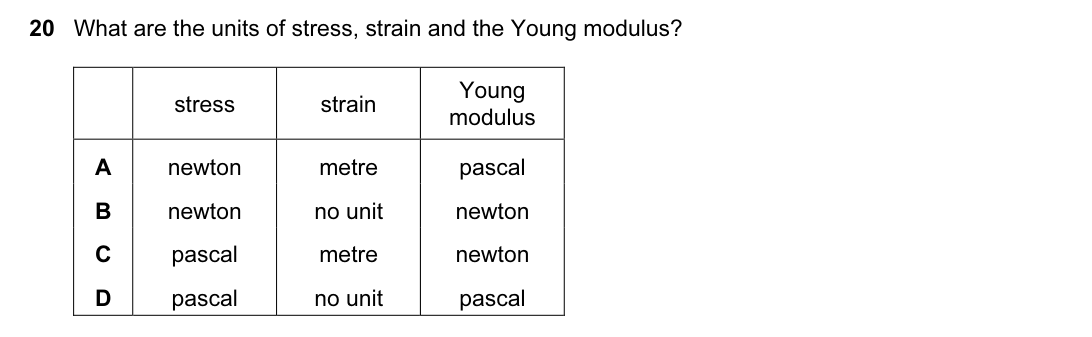 20 What are the units of stress, strain and the Young modulus?
stress strain Young modulus
A newton metre pascal
B newton no unit newton
C pascal metre newton
D pascal no unit pascal